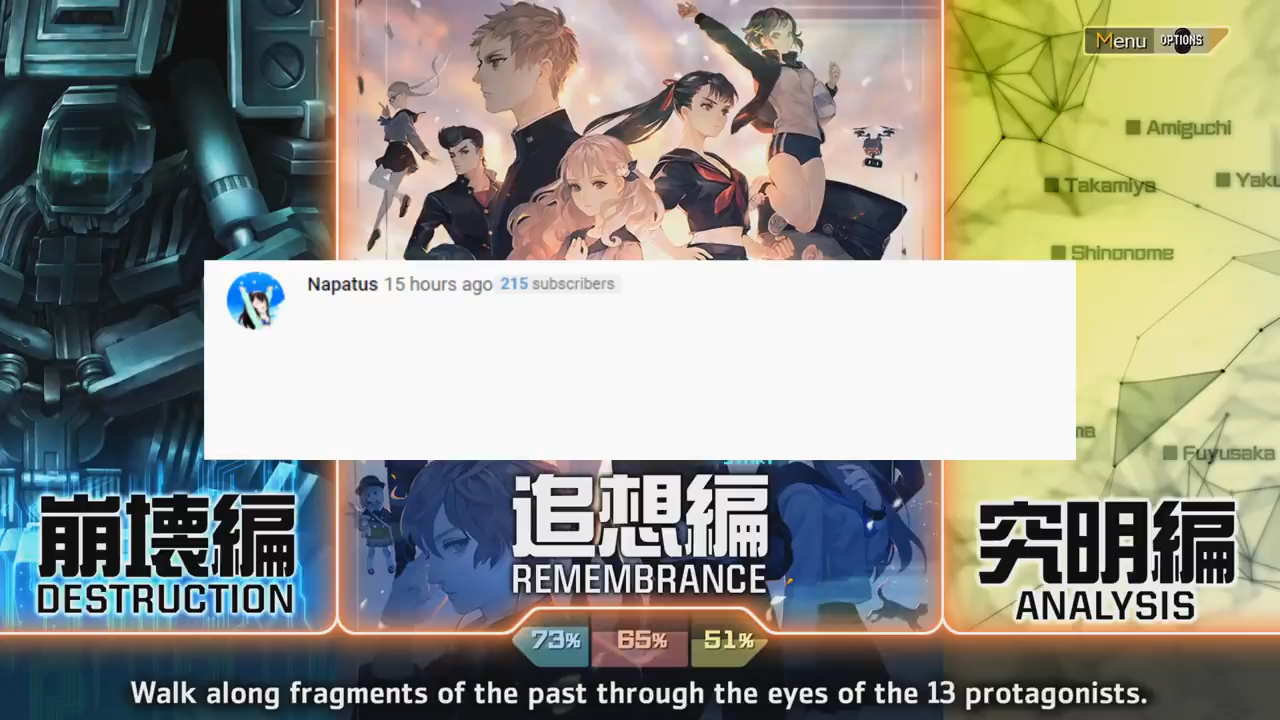 Menu OPTIONS
Amiguchi
Takamiya
Yaku
Shinonome
Napatus 15 hours ago 215 subscribers
na
Fuyusaka
崩壊編
DESTRUCTION
追想編
REMEMBRANCE
究明編
ANALYSIS
73% 65% 51%
Walk along fragments of the past through the eyes of the 13 protagonists.